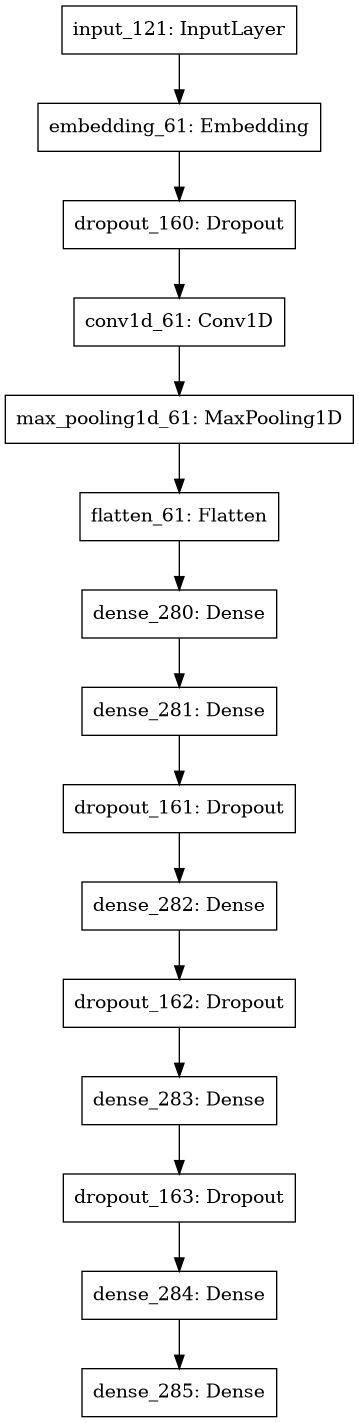 input_121: InputLayer
embedding_61: Embedding
dropout_160: Dropout
conv1d_61: Conv1D
max_pooling1d_61: MaxPooling1D
flatten_61: Flatten
dense_280: Dense
dense_281: Dense
dropout_161: Dropout
dense_282: Dense
dropout_162: Dropout
dense_283: Dense
dropout_163: Dropout
dense_284: Dense
dense_285: Dense